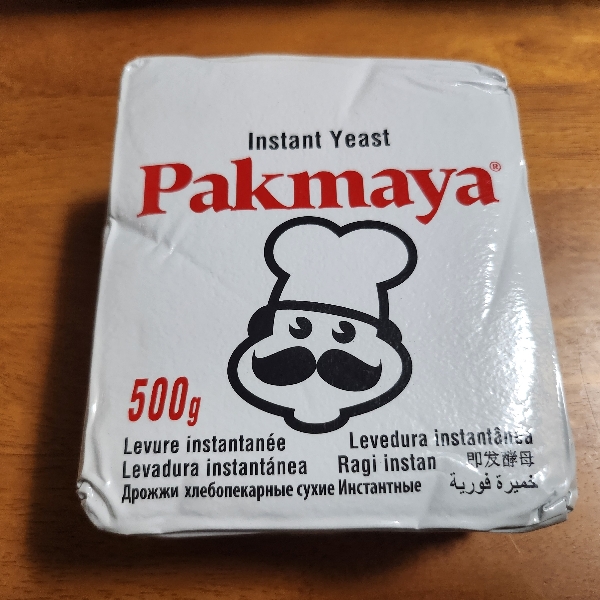 Instant Yeast
Pakmaya®
500g
Levure instantanée Levedura instantânea
Levadura instantánea Ragi instan 即发酵母
Дрожжи хлебопекарные сухие Инстантные خميرة فورية